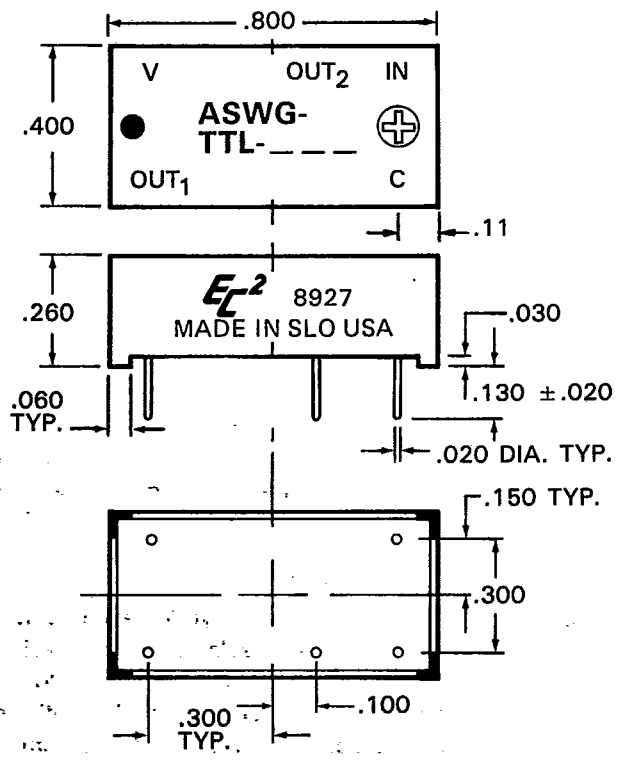 .800
V OUT2 IN
.400
ASWG-
TTL-_ _ _
OUT1 C
.11
EC2 8927
.260
MADE IN SLO USA
.030
.130 ±.020
.060
TYP.
.020 DIA. TYP.
.150 TYP.
.300
.300
TYP.
.100